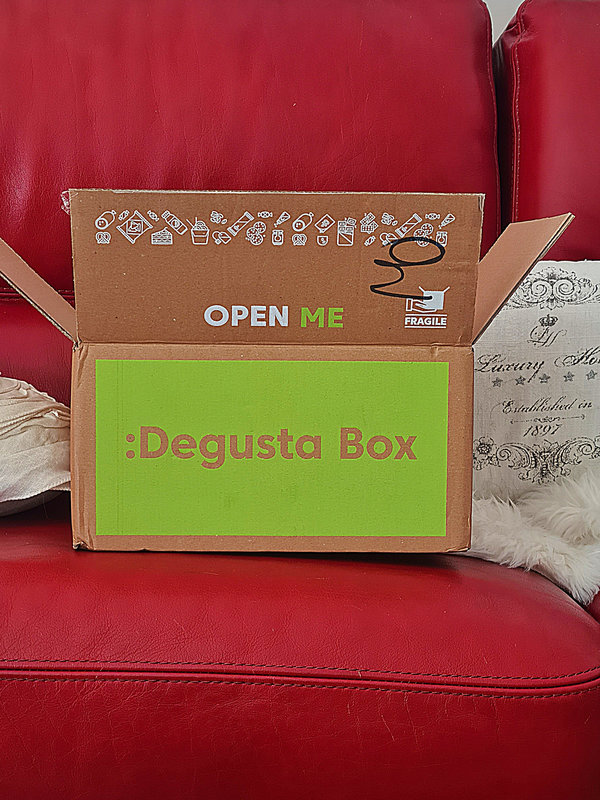 OPEN ME
FRAGILE
:Degusta Box
Luxury
Established in
1897